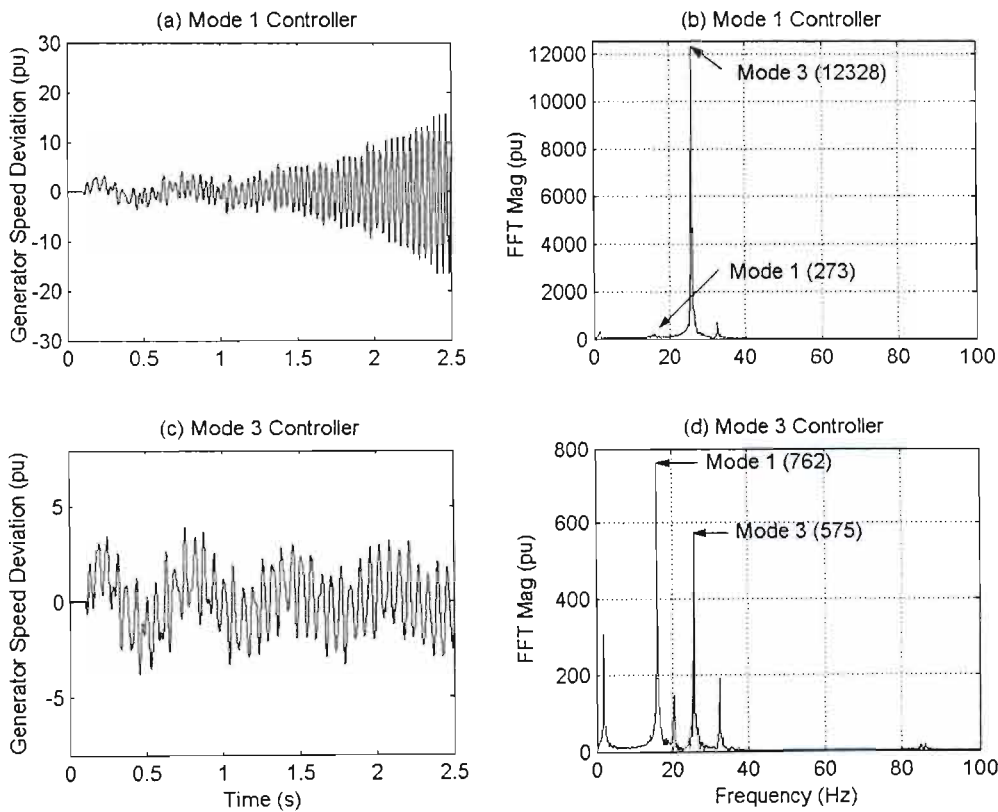 (a) Mode 1 Controller
Generator Speed Deviation (pu)
30
20
10
0
-10
-20
-30
0 0.5 1 1.5 2 2.5
(b) Mode 1 Controller
FFT Mag (pu)
12000
10000
8000
6000
4000
2000
0
Mode 3 (12328)
Mode 1 (273)
0 20 40 60 80 100
(c) Mode 3 Controller
Generator Speed Deviation (pu)
5
0
-5
0 0.5 1 1.5 2 2.5
Time (s)
(d) Mode 3 Controller
FFT Mag (pu)
800
600
400
200
0
Mode 1 (762)
Mode 3 (575)
0 20 40 60 80 100
Frequency (Hz)